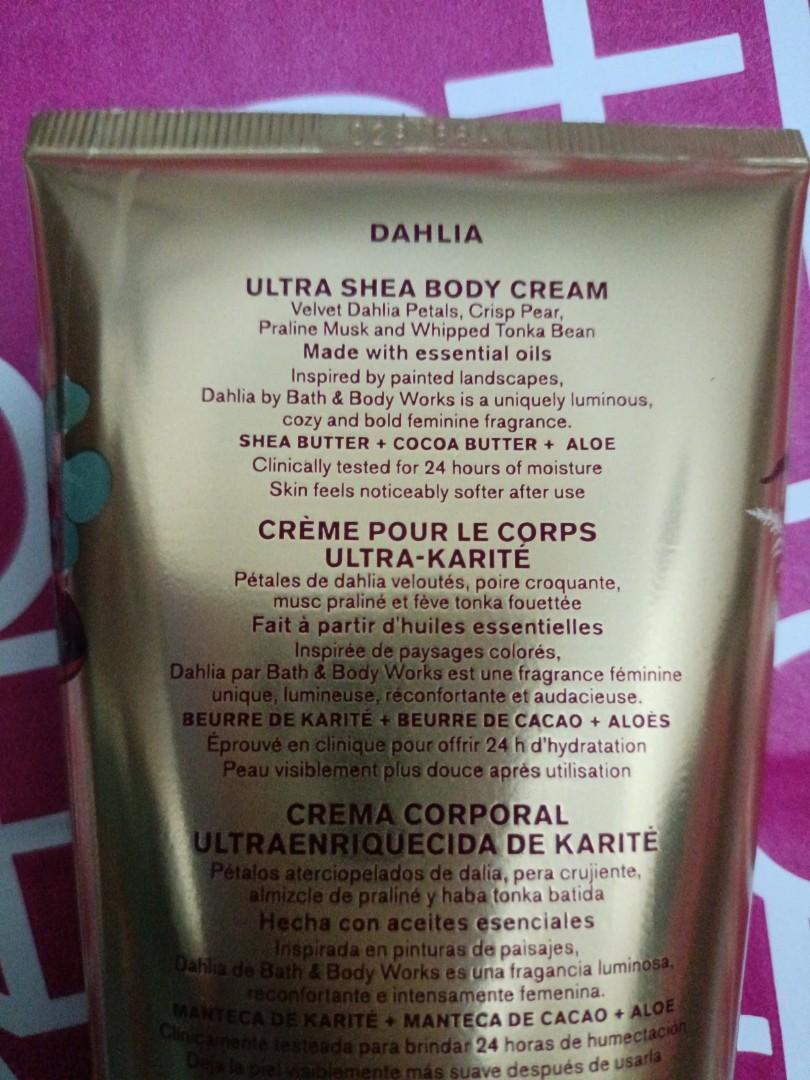 DAHLIA
ULTRA SHEA BODY CREAM
Velvet Dahlia Petals, Crisp Pear,
Praline Musk and Whipped Tonka Bean
Made with essential oils
Inspired by painted landscapes,
Dahlia by Bath & Body Works is a uniquely luminous,
cozy and bold feminine fragrance.
SHEA BUTTER + COCOA BUTTER + ALOE
Clinically tested for 24 hours of moisture
Skin feels noticeably softer after use
CRÈME POUR LE CORPS
ULTRA-KARITÉ
Pétales de dahlia veloutés, poire croquante,
musc praliné et fève tonka fouettée
Fait à partir d'huiles essentielles
Inspirée de paysages colorés,
Dahlia par Bath & Body Works est une fragrance féminine
unique, lumineuse, réconfortante et audacieuse.
BEURRE DE KARITÉ + BEURRE DE CACAO + ALOÈS
Éprouvé en clinique pour offrir 24 h d'hydratation
Peau visiblement plus douce après utilisation
CREMA CORPORAL
ULTRAENRIQUECIDA DE KARITÉ
Pétalos aterciopelados de dalia, pera crujiente,
almizcle de praliné y haba tonka batida
Hecha con aceites esenciales
Inspirada en pinturas de paisajes,
Dahlia de Bath & Body Works es una fragancia luminosa,
reconfortante e intensamente femenina.
MANTECA DE KARITÉ + MANTECA DE CACAO + ALOE
Clínicamente testeada para brindar 24 horas de humectación
Deja la piel visiblemente más suave después de usarla